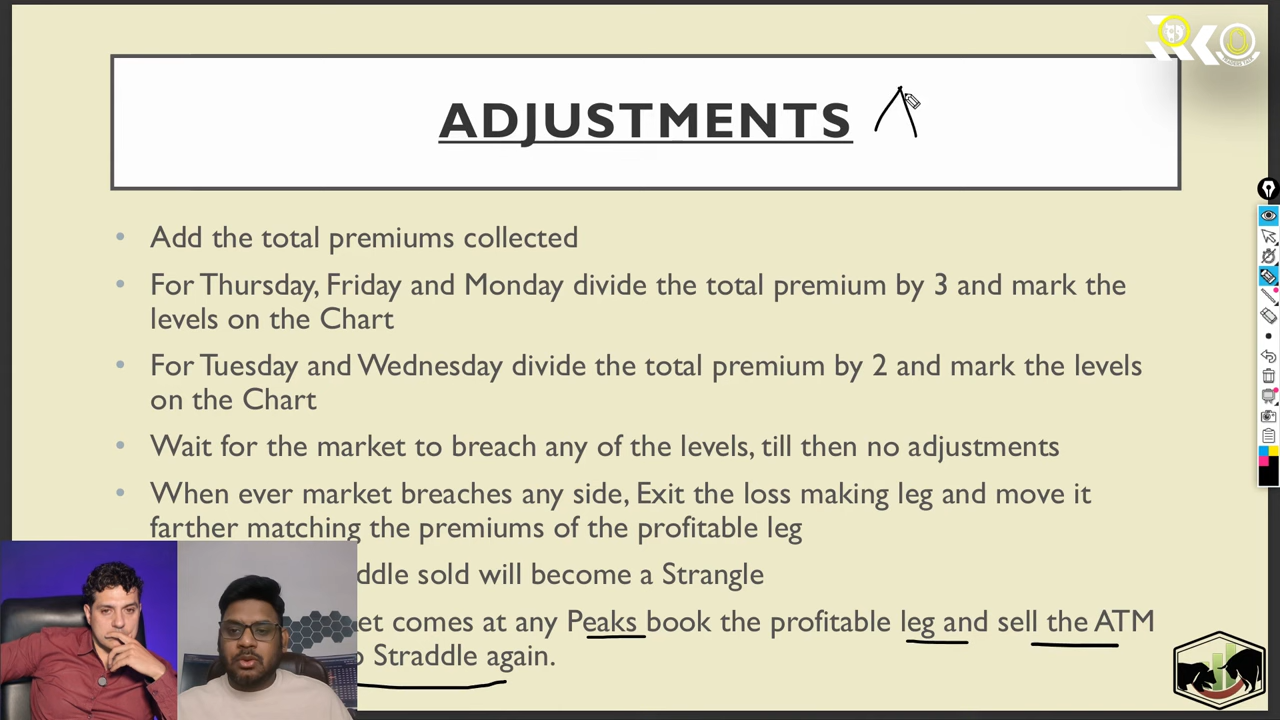 RKO
TRADERS TALK
ADJUSTMENTS
• Add the total premiums collected
• For Thursday, Friday and Monday divide the total premium by 3 and mark the
levels on the Chart
• For Tuesday and Wednesday divide the total premium by 2 and mark the levels
on the Chart
• Wait for the market to breach any of the levels, till then no adjustments
• When ever market breaches any side, Exit the loss making leg and move it
farther matching the premiums of the profitable leg
ddle sold will become a Strangle
et comes at any Peaks book the profitable leg and sell the ATM
Straddle again.